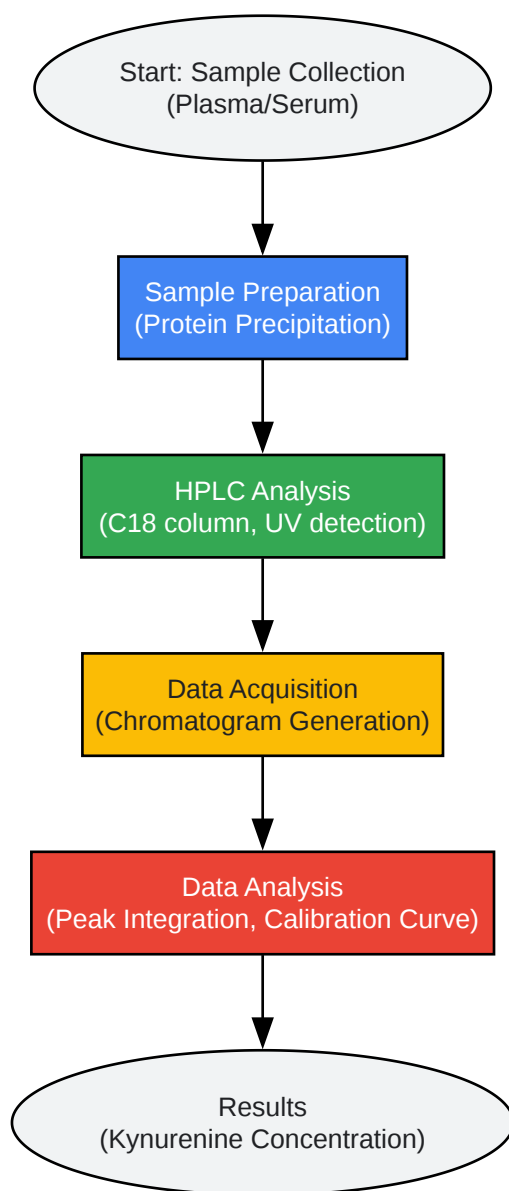 Start: Sample Collection
(Plasma/Serum)
Sample Preparation
(Protein Precipitation)
HPLC Analysis
(C18 column, UV detection)
Data Acquisition
(Chromatogram Generation)
Data Analysis
(Peak Integration, Calibration Curve)
Results
(Kynurenine Concentration)